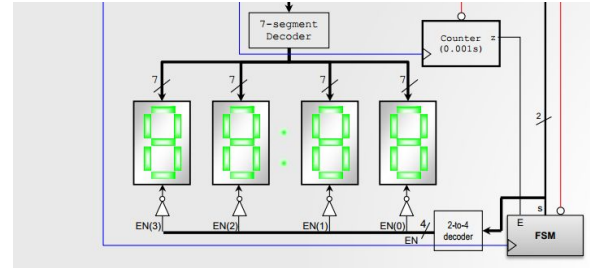 7-segment
Decoder
Counter
(0.001s)
z
7
7
7
7
2
EN(3)
EN(2)
EN(1)
EN(0)
4
EN
2-to-4
decoder
s
E
FSM